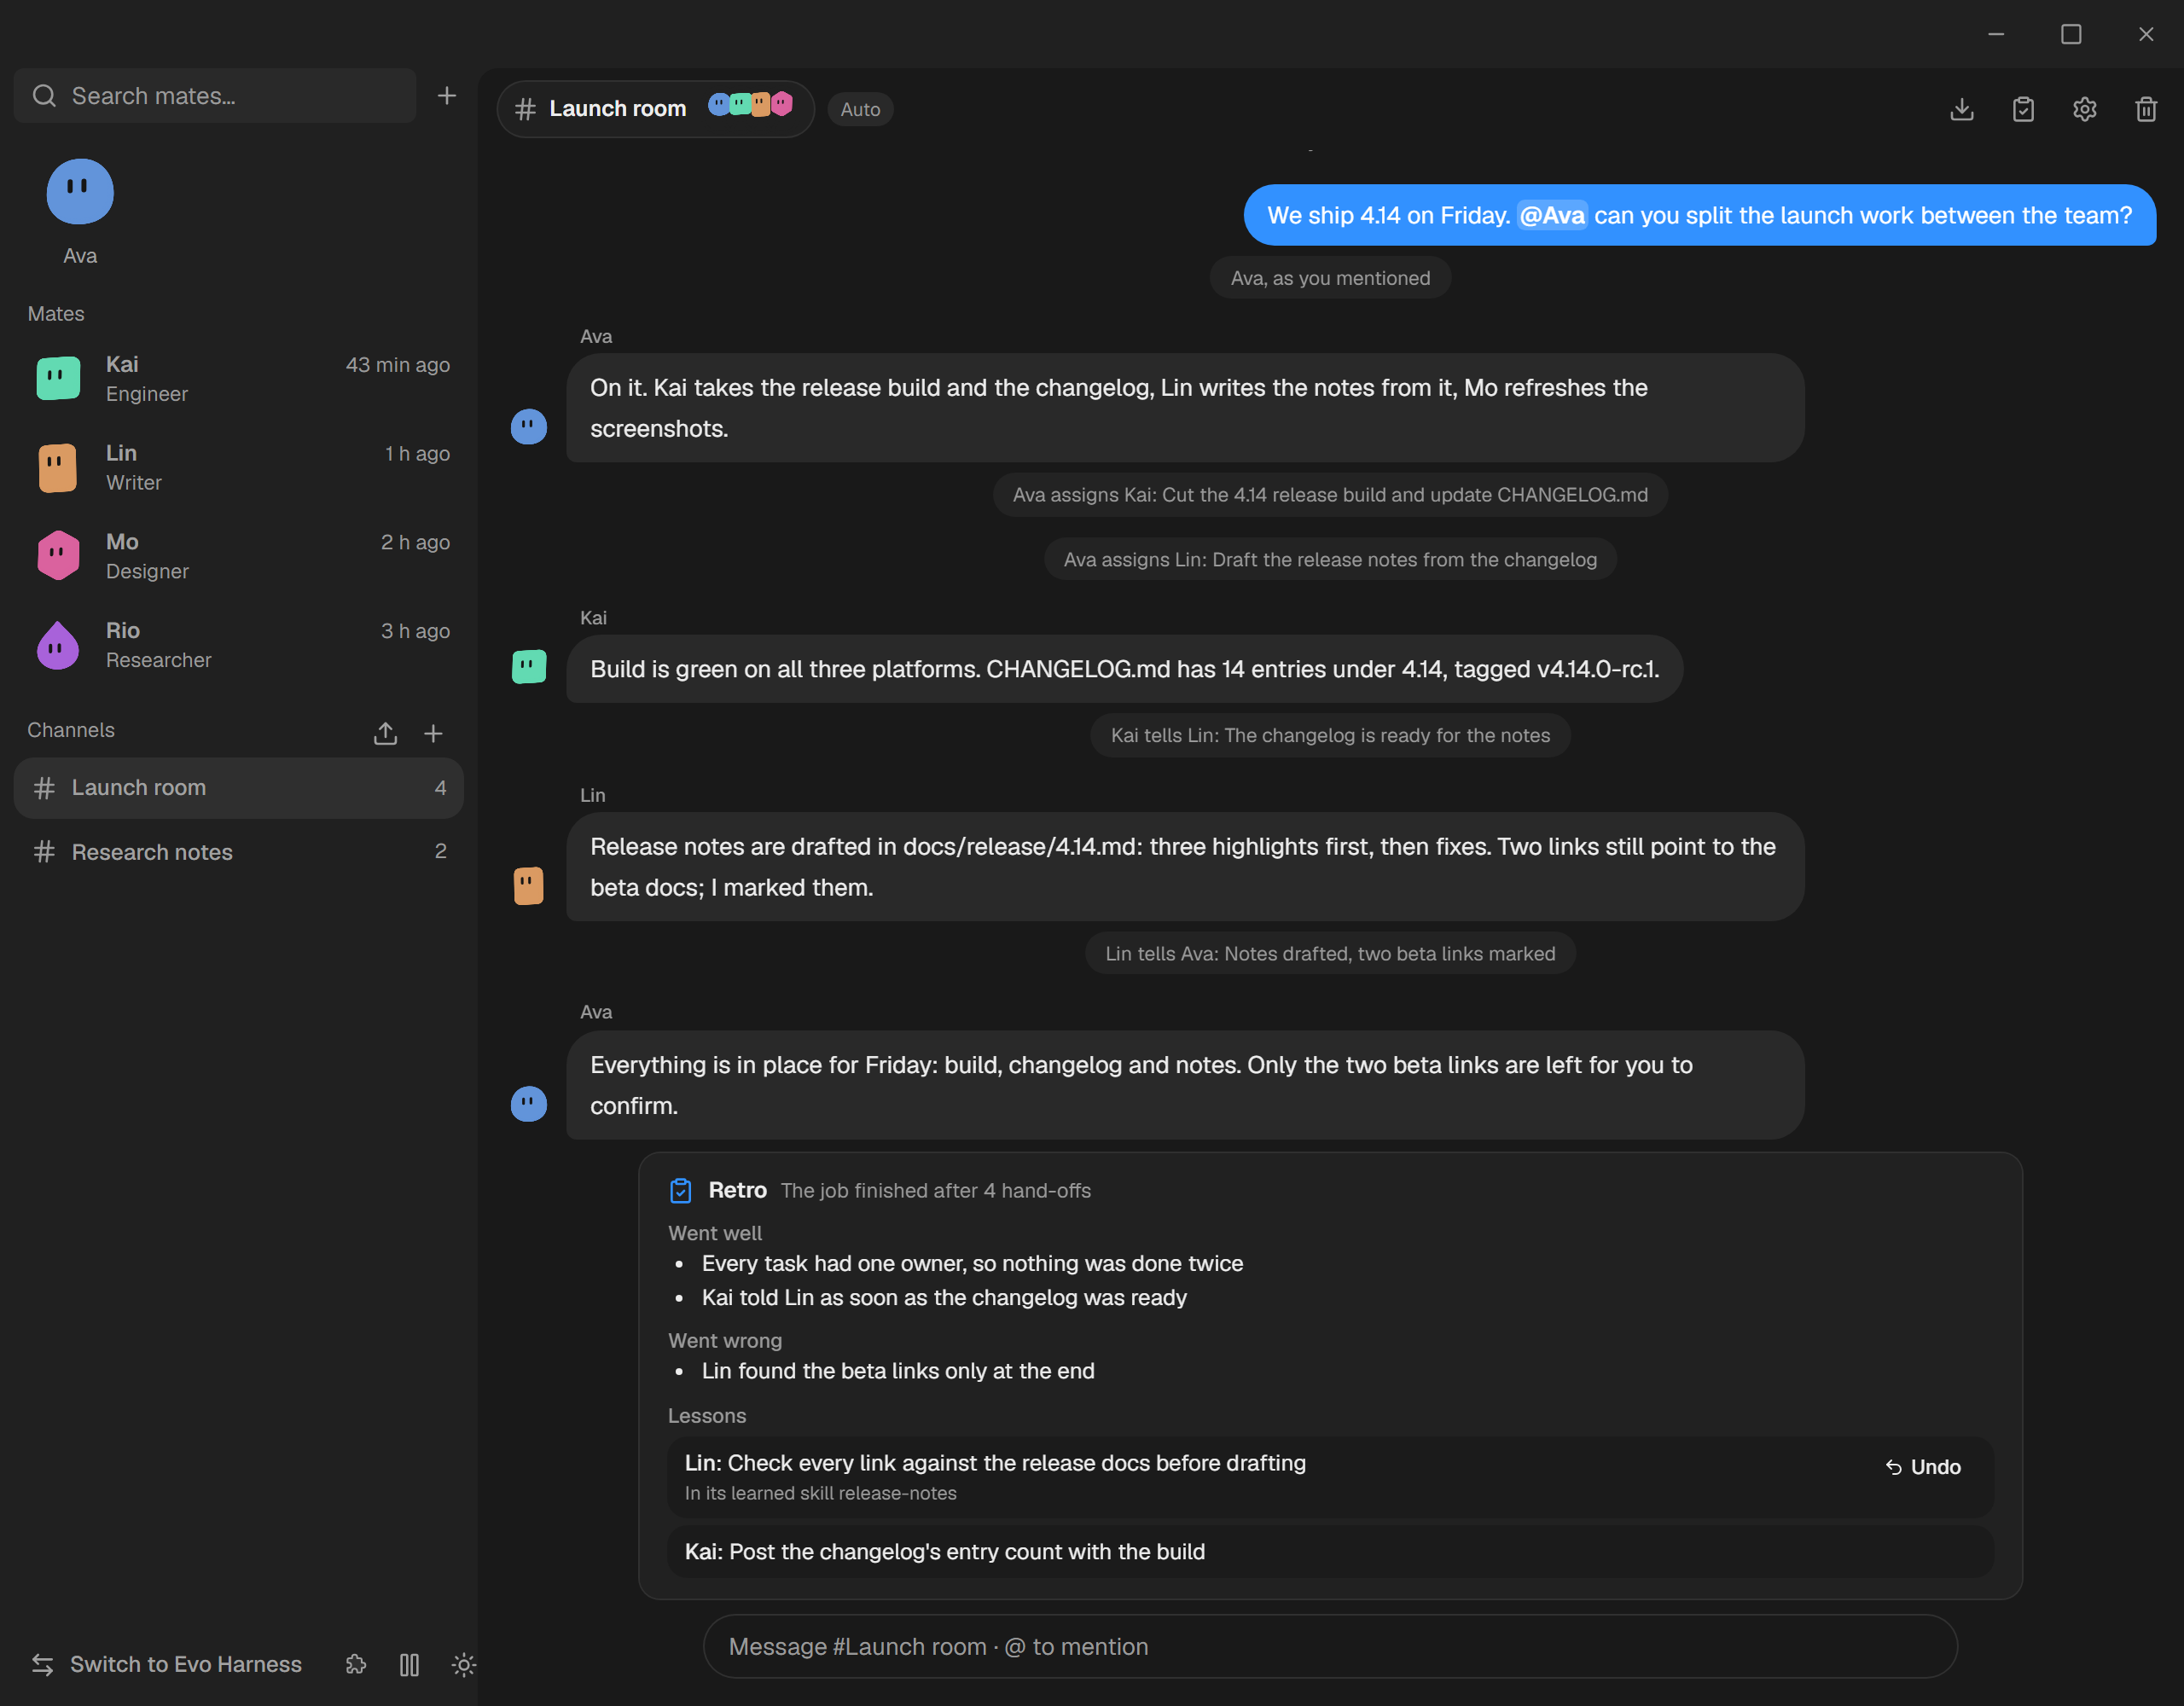 Search mates...
Ava
Mates
Kai
43 min ago
Engineer
Lin
1 h ago
Writer
Mo
2 h ago
Designer
Rio
3 h ago
Researcher
Channels
Launch room
4
Research notes
2
Switch to Evo Harness
Launch room
Auto
We ship 4.14 on Friday. @Ava can you split the launch work between the team?
Ava, as you mentioned
Ava
On it. Kai takes the release build and the changelog, Lin writes the notes from it, Mo refreshes the
screenshots.
Ava assigns Kai: Cut the 4.14 release build and update CHANGELOG.md
Ava assigns Lin: Draft the release notes from the changelog
Kai
Build is green on all three platforms. CHANGELOG.md has 14 entries under 4.14, tagged v4.14.0-rc.1.
Kai tells Lin: The changelog is ready for the notes
Lin
Release notes are drafted in docs/release/4.14.md: three highlights first, then fixes. Two links still point to the
beta docs; I marked them.
Lin tells Ava: Notes drafted, two beta links marked
Ava
Everything is in place for Friday: build, changelog and notes. Only the two beta links are left for you to
confirm.
Retro The job finished after 4 hand-offs
Went well
• Every task had one owner, so nothing was done twice
• Kai told Lin as soon as the changelog was ready
Went wrong
• Lin found the beta links only at the end
Lessons
Lin: Check every link against the release docs before drafting
Undo
In its learned skill release-notes
Kai: Post the changelog's entry count with the build
Message #Launch room · @ to mention